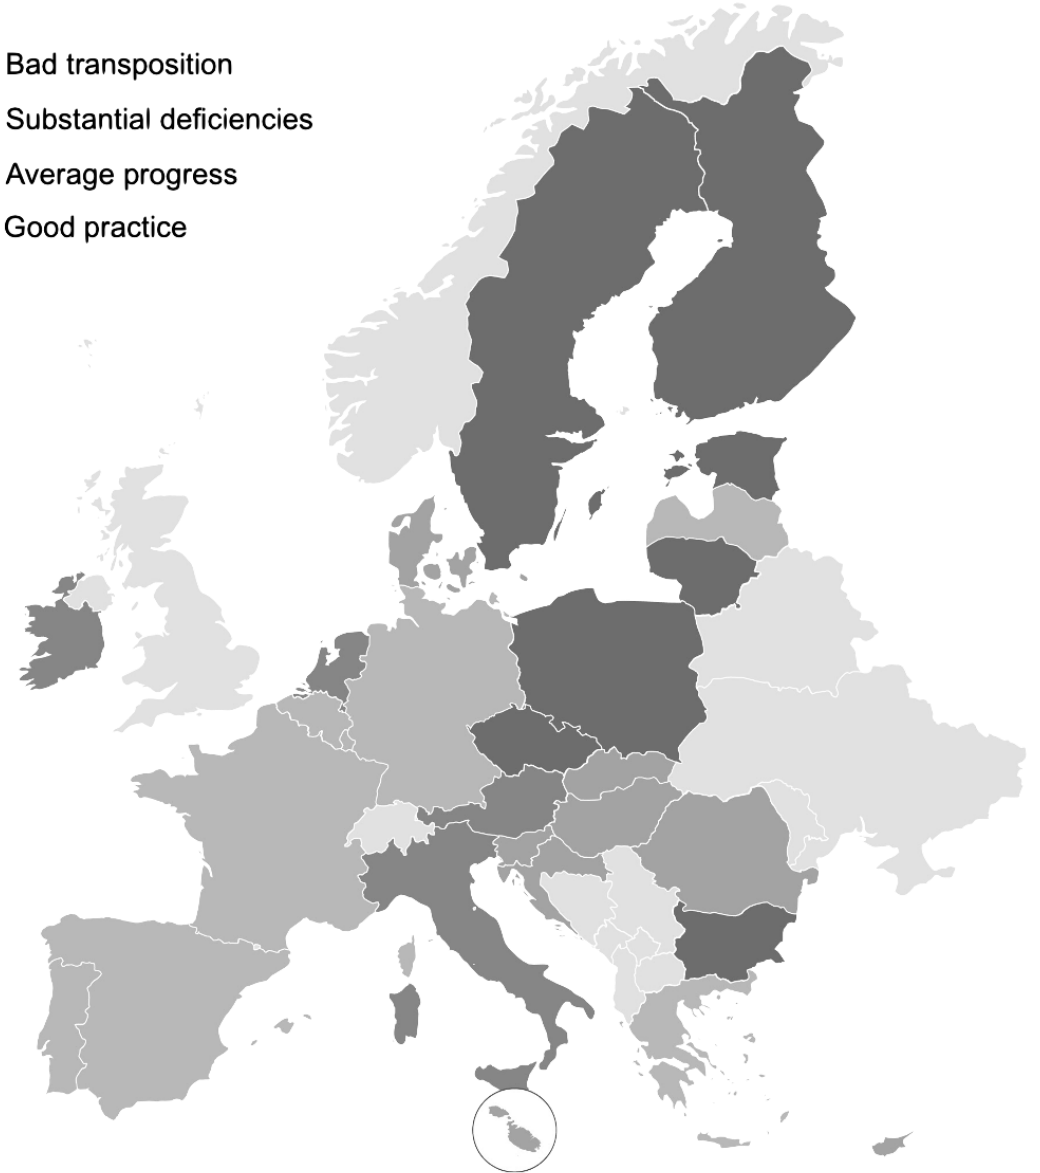 Bad transposition
Substantial deficiencies
Average progress
Good practice